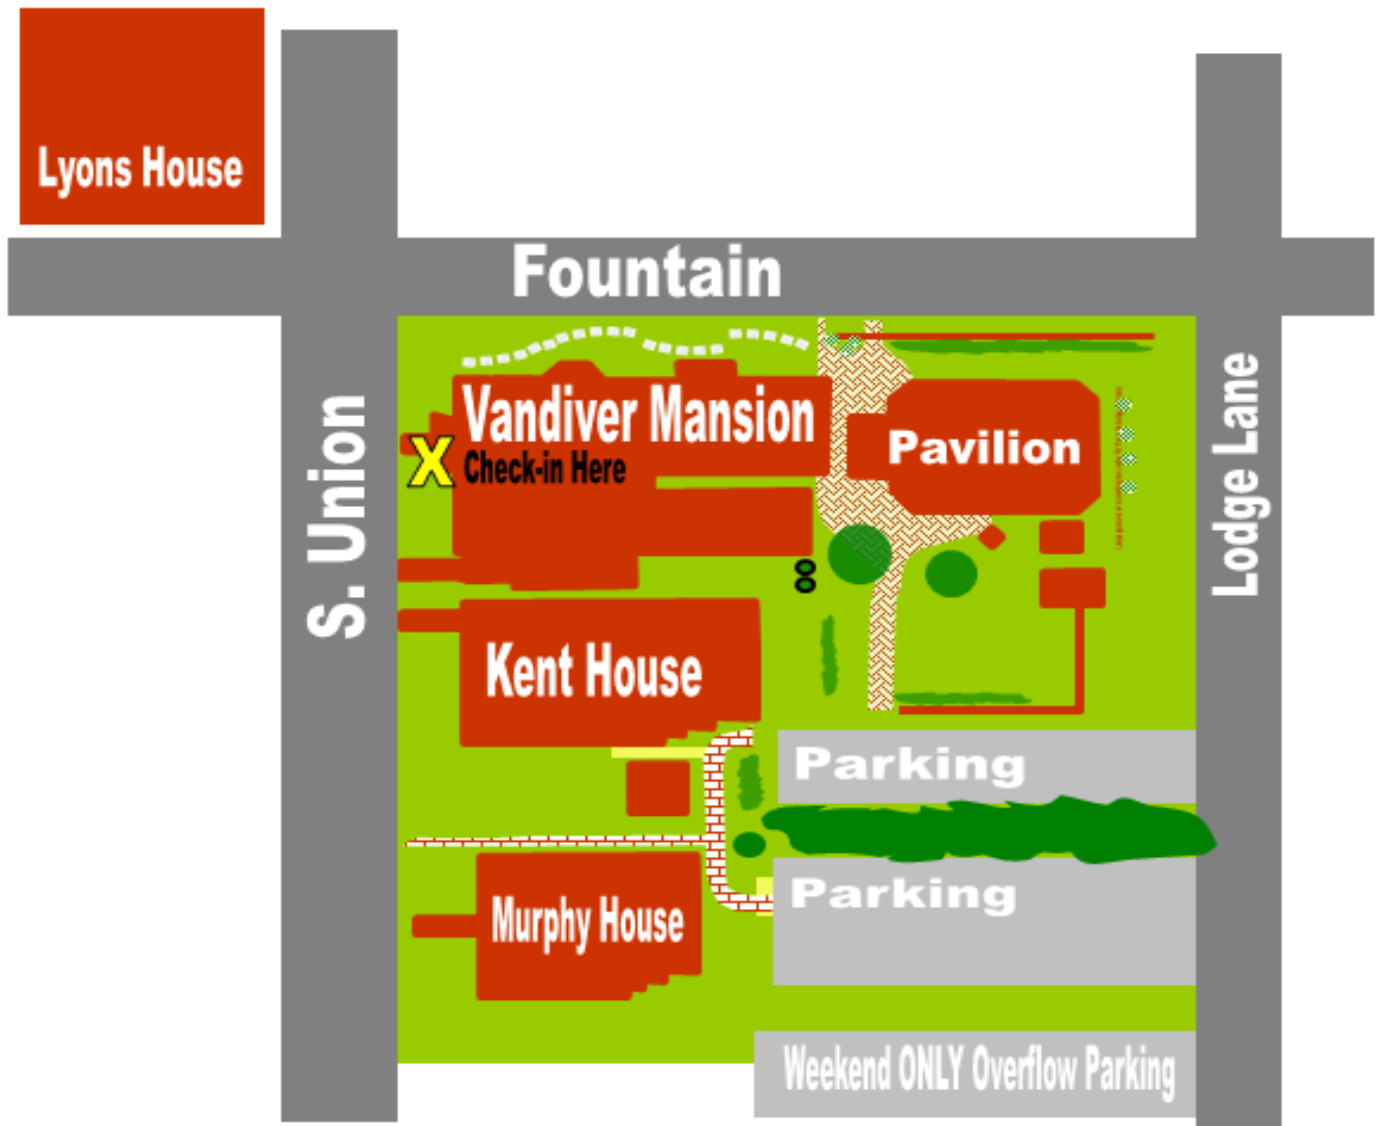 Lyons House
Fountain
Vandiver Mansion
Check-in Here
X
Pavilion
S. Union
Lodge Lane
Kent House
Parking
Murphy House
Parking
Weekend ONLY Overflow Parking